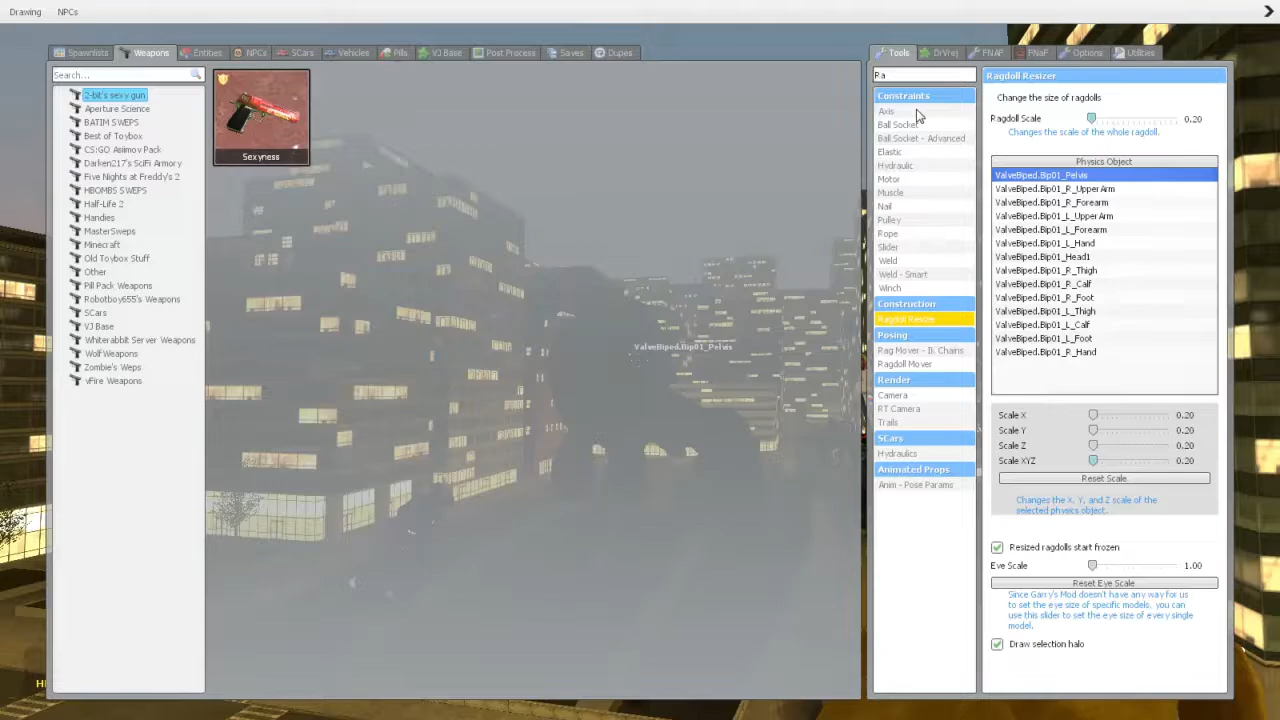 Drawing NPCs
Spawnlists Weapons Entities NPCs SCars Vehicles Pills VJ Base Post Process Saves Dupes
Search...
2-bit's sexy gun
Aperture Science
BATIM SWEPS
Best of Toybox
CS:GO Asiimov Pack
Darken217's SciFi Armory
Five Nights at Freddy's 2
HBOMBS SWEPS
Half-Life 2
Handies
MasterSweps
Minecraft
Old Toybox Stuff
Other
Pill Pack Weapons
Robotboy655's Weapons
SCars
VJ Base
Whiterabbit Server Weapons
WolfWeapons
Zombie's Weps
vFire Weapons
Sexyness
ValveBiped.Bip01_Pelvis
Tools DrVrej FNAF FNaF Options Utilities
Ra
Constraints
Axis
Ball Socket
Ball Socket - Advanced
Elastic
Hydraulic
Motor
Muscle
Nail
Pulley
Rope
Slider
Weld
Weld - Smart
Winch
Construction
Ragdoll Resizer
Posing
Rag Mover - IK Chains
Ragdoll Mover
Render
Camera
RT Camera
Trails
SCars
Hydraulics
Animated Props
Anim - Pose Params
Ragdoll Resizer
Change the size of ragdolls
Ragdoll Scale 0.20
Changes the scale of the whole ragdoll.
Physics Object
ValveBiped.Bip01_Pelvis
ValveBiped.Bip01_R_UpperArm
ValveBiped.Bip01_R_Forearm
ValveBiped.Bip01_L_UpperArm
ValveBiped.Bip01_L_Forearm
ValveBiped.Bip01_L_Hand
ValveBiped.Bip01_Head1
ValveBiped.Bip01_R_Thigh
ValveBiped.Bip01_R_Calf
ValveBiped.Bip01_R_Foot
ValveBiped.Bip01_L_Thigh
ValveBiped.Bip01_L_Calf
ValveBiped.Bip01_L_Foot
ValveBiped.Bip01_R_Hand
Scale X 0.20
Scale Y 0.20
Scale Z 0.20
Scale XYZ 0.20
Reset Scale
Changes the X, Y, and Z scale of the
selected physics object.
Resized ragdolls start frozen
Eye Scale 1.00
Reset Eye Scale
Since Garry's Mod doesn't have any way for us
to set the eye size of specific models, you can
use this slider to set the eye size of every single
model.
Draw selection halo